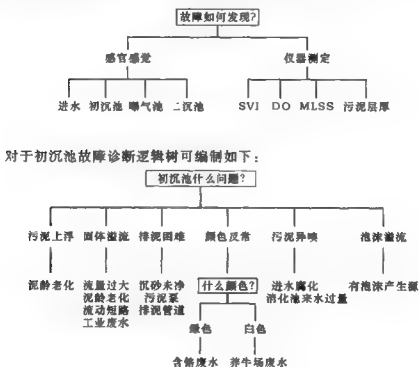 故障如何发现?
感官感觉 仪器测定
进水 初沉池 曝气池 二沉池 SVI DO MLSS 污泥层厚
对于初沉池故障诊断逻辑树可编制如下：
初沉池什么问题?
污泥上浮 固体溢流 排泥困难 颜色反常 污泥异嗅 泡沫溢流
泥龄老化 流量过大 沉砂未净 什么颜色? 进水腐化 有泡沫产生源
泥龄老化 污泥泵 消化池来水过量
流动短路 排泥管道
工业废水 绿色 白色
含铬废水 养牛场废水